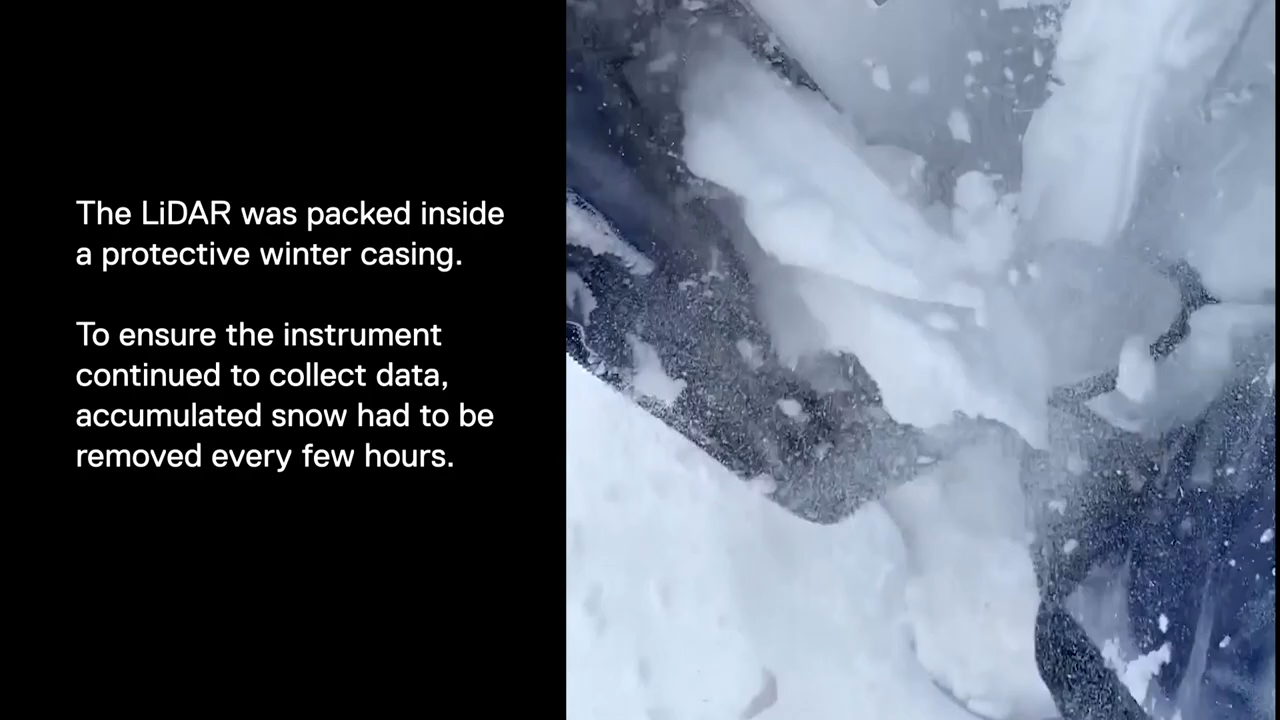 The LiDAR was packed inside
a protective winter casing.
To ensure the instrument
continued to collect data,
accumulated snow had to be
removed every few hours.